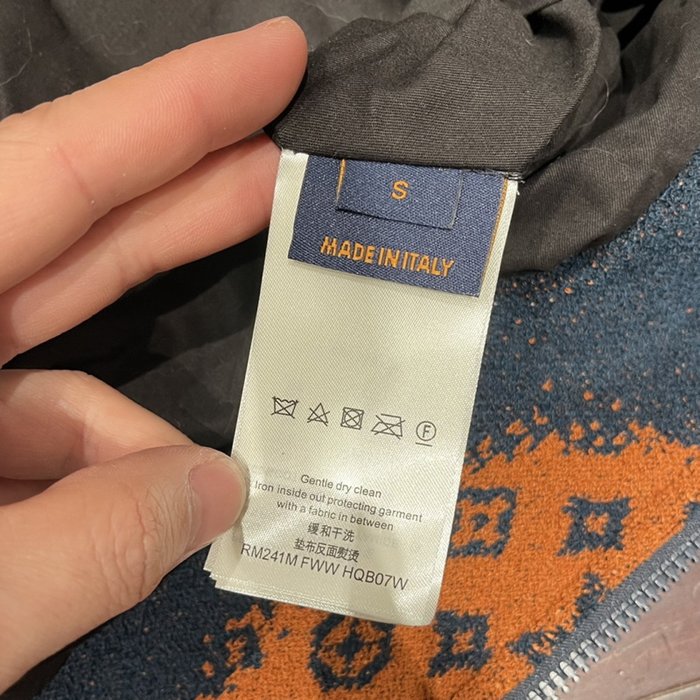 S
MADE IN ITALY
F
Gentle dry clean
Iron inside out protecting garment
with a fabric in between
缓和干洗
垫布反面熨烫
RM241M FWW HQB07W